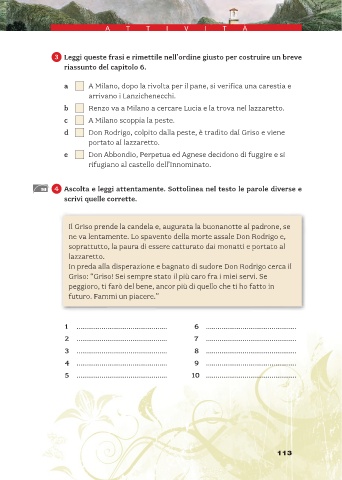 ATTIVITÀ
3 Leggi queste frasi e rimettile nell'ordine giusto per costruire un breve
riassunto del capitolo 6.
a A Milano, dopo la rivolta per il pane, si verifica una carestia e
arrivano i Lanzichenecchi.
b Renzo va a Milano a cercare Lucia e la trova nel lazzaretto.
c A Milano scoppia la peste.
d Don Rodrigo, colpito dalla peste, è tradito dal Griso e viene
portato al lazzaretto.
e Don Abbondio, Perpetua ed Agnese decidono di fuggire e si
rifugiano al castello dell'Innominato.
4 Ascolta e leggi attentamente. Sottolinea nel testo le parole diverse e
scrivi quelle corrette.
Il Griso prende la candela e, augurata la buonanotte al padrone, se
ne va lentamente. Lo spavento della morte assale Don Rodrigo e,
soprattutto, la paura di essere catturato dai monatti e portato al
lazzaretto.
In preda alla disperazione e bagnato di sudore Don Rodrigo cerca il
Griso: "Griso! Sei sempre stato il più caro fra i miei servi. Se
peggioro, ti farò del bene, ancor più di quello che ti ho fatto in
futuro. Fammi un piacere."
1 ........................................ 6 ........................................
2 ........................................ 7 ........................................
3 ........................................ 8 ........................................
4 ........................................ 9 ........................................
5 ........................................ 10 ........................................
113